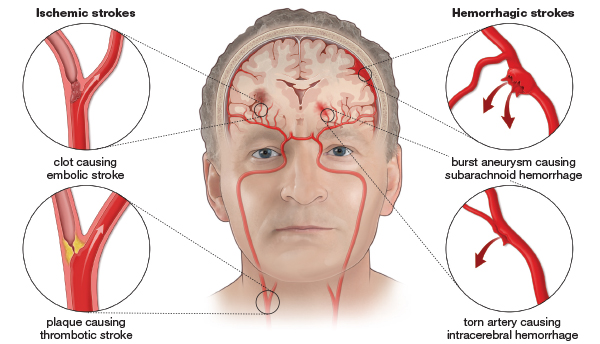 Ischemic strokes
Hemorrhagic strokes
clot causing
embolic stroke
burst aneurysm causing
subarachnoid hemorrhage
plaque causing
thrombotic stroke
torn artery causing
intracerebral hemorrhage